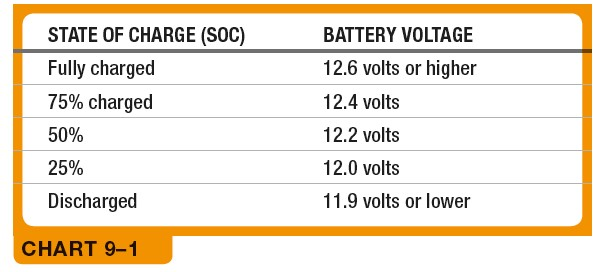 STATE OF CHARGE (SOC) BATTERY VOLTAGE
Fully charged 12.6 volts or higher
75% charged 12.4 volts
50% 12.2 volts
25% 12.0 volts
Discharged 11.9 volts or lower
CHART 9–1